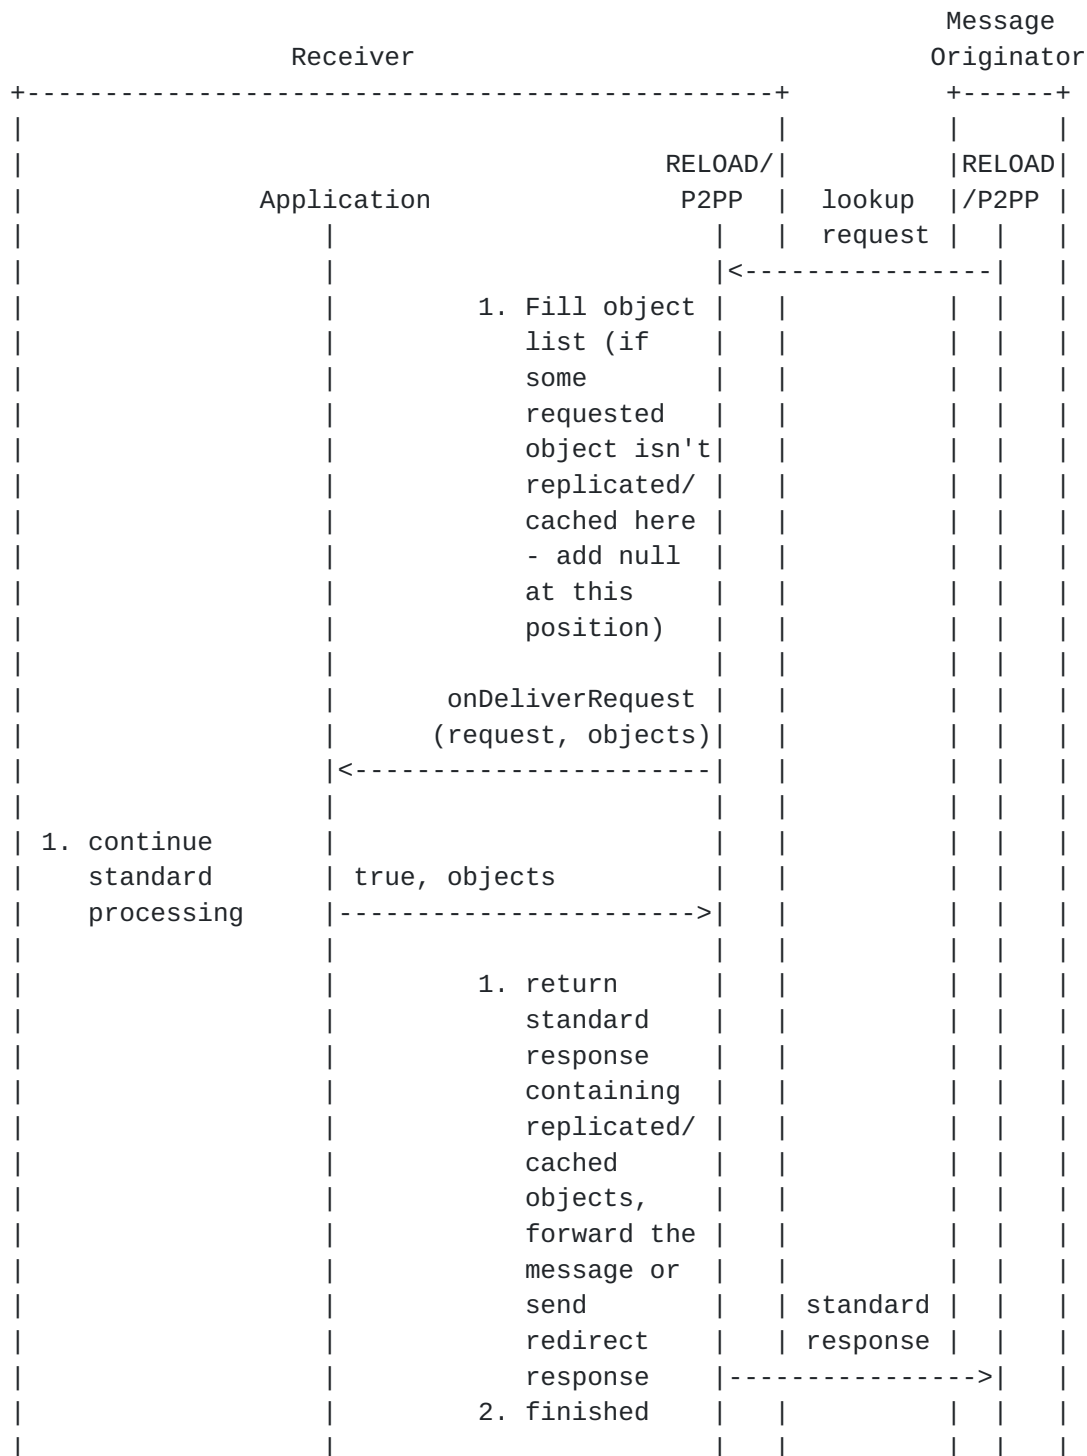 Message
Receiver Originator
+------------------------------------------------+ +------+
| | | |
| RELOAD/| |RELOAD|
| Application P2PP | lookup |/P2PP |
| | | | request | | |
| | |<----------------| |
| | 1. Fill object | | | | |
| | list (if | | | | |
| | some | | | | |
| | requested | | | | |
| | object isn't| | | | |
| | replicated/ | | | | |
| | cached here | | | | |
| | - add null | | | | |
| | at this | | | | |
| | position) | | | | |
| | | | | | |
| | onDeliverRequest | | | | |
| | (request, objects)| | | | |
| |<-----------------------| | | | |
| | | | | | |
| 1. continue | | | | | |
| standard | true, objects | | | | |
| processing |----------------------->| | | | |
| | | | | | |
| | 1. return | | | | |
| | standard | | | | |
| | response | | | | |
| | containing | | | | |
| | replicated/ | | | | |
| | cached | | | | |
| | objects, | | | | |
| | forward the | | | | |
| | message or | | | | |
| | send | | standard | | |
| | redirect | | response | | |
| | response |---------------->| |
| | 2. finished | | | | |
| | | | | | |